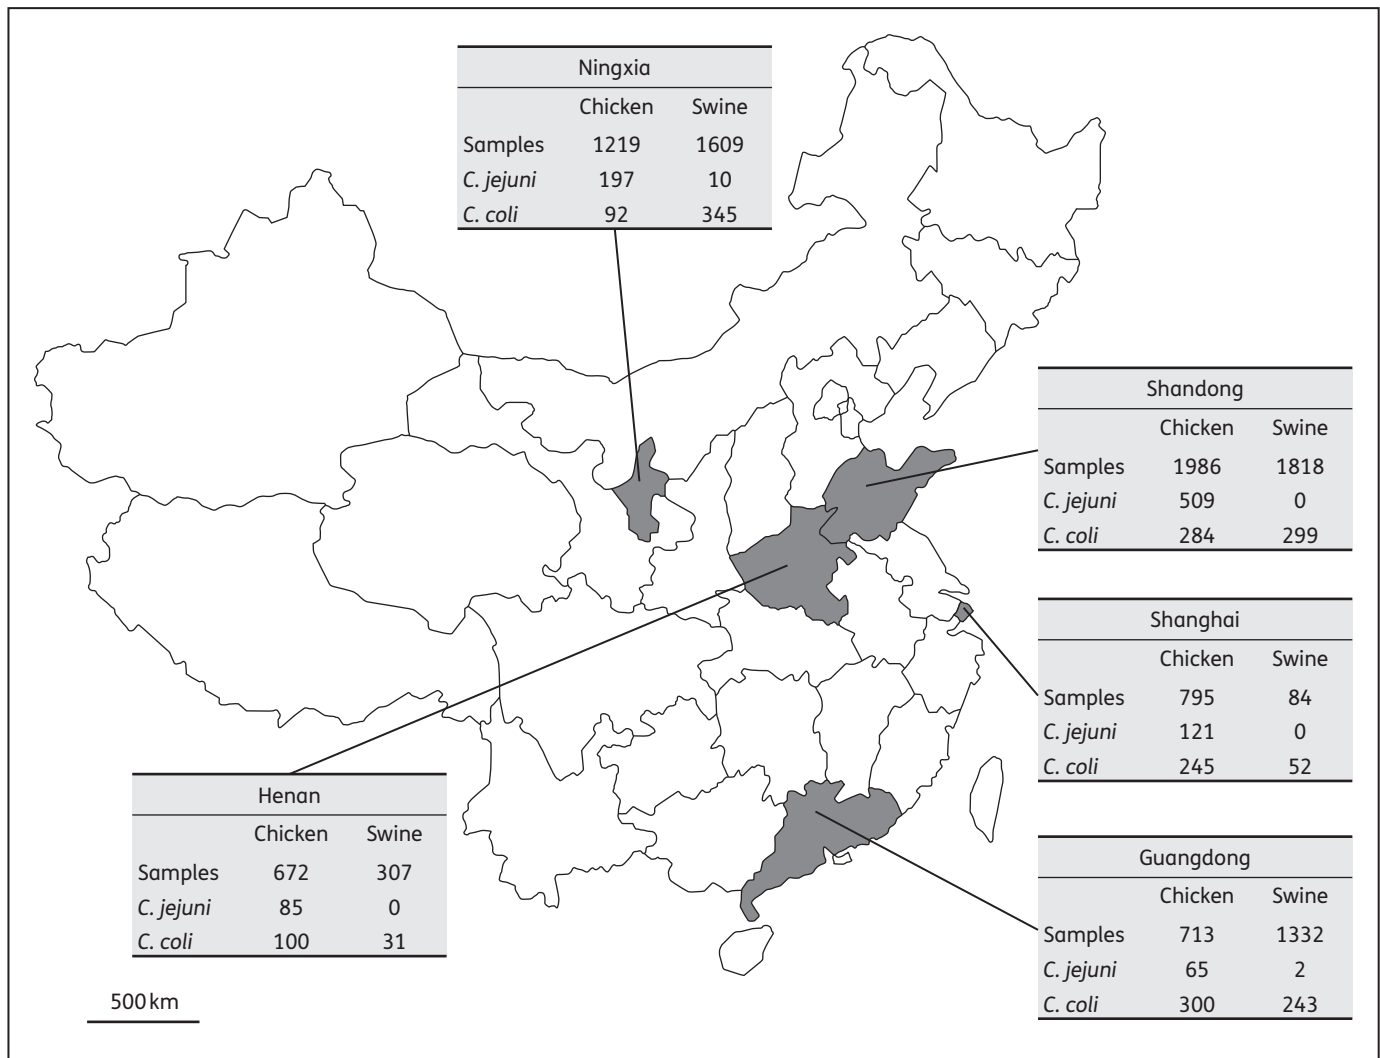 Ningxia
Chicken Swine
Samples 1219 1609
C. jejuni 197 10
C. coli 92 345
Shandong
Chicken Swine
Samples 1986 1818
C. jejuni 509 0
C. coli 284 299
Shanghai
Chicken Swine
Samples 795 84
C. jejuni 121 0
C. coli 245 52
Henan
Chicken Swine
Samples 672 307
C. jejuni 85 0
C. coli 100 31
Guangdong
Chicken Swine
Samples 713 1332
C. jejuni 65 2
C. coli 300 243
500 km